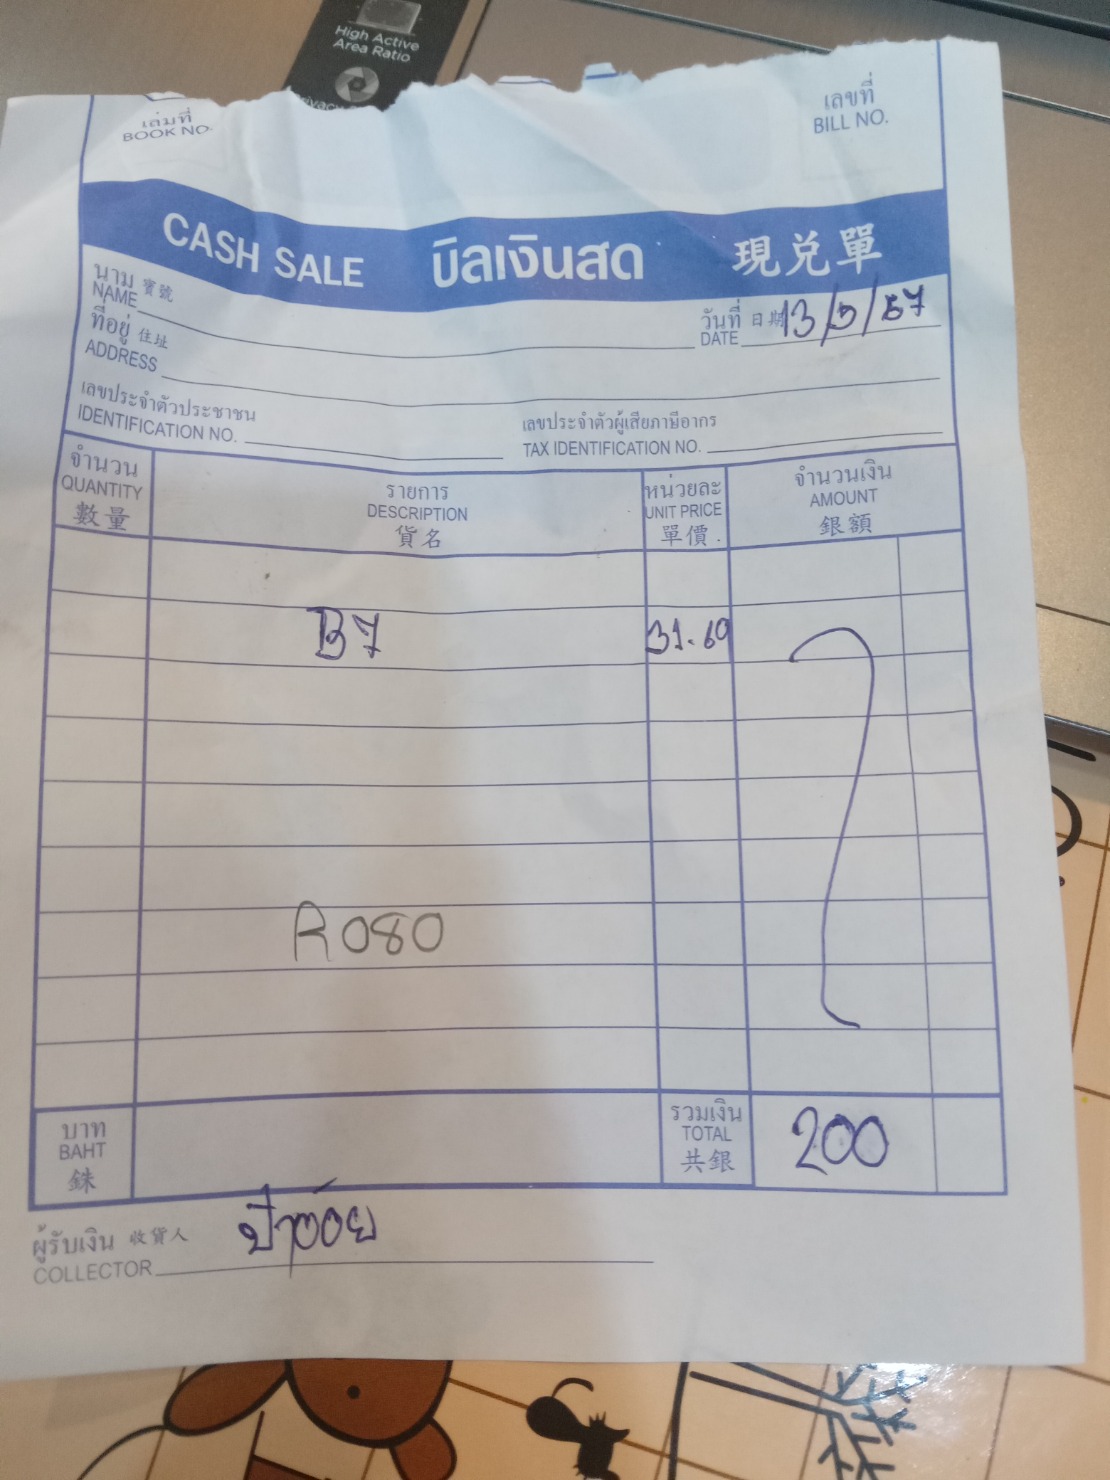 High Active
Area Ratio
เล่มที่
BOOK NO.
เลขที่
BILL NO.
CASH SALE บิลเงินสด 現兑單
นาม 寶號
NAME
วันที่ 日期 13/5/67
DATE
ที่อยู่ 住址
ADDRESS
เลขประจำตัวประชาชน
IDENTIFICATION NO.
เลขประจำตัวผู้เสียภาษีอากร
TAX IDENTIFICATION NO.
จำนวน
QUANTITY
數量
รายการ
DESCRIPTION
貨名
หน่วยละ
UNIT PRICE
單價
จำนวนเงิน
AMOUNT
銀額
B7 31.69
R080
บาท
BAHT
銖
รวมเงิน
TOTAL
共銀
200
ผู้รับเงิน 收貨人
COLLECTOR